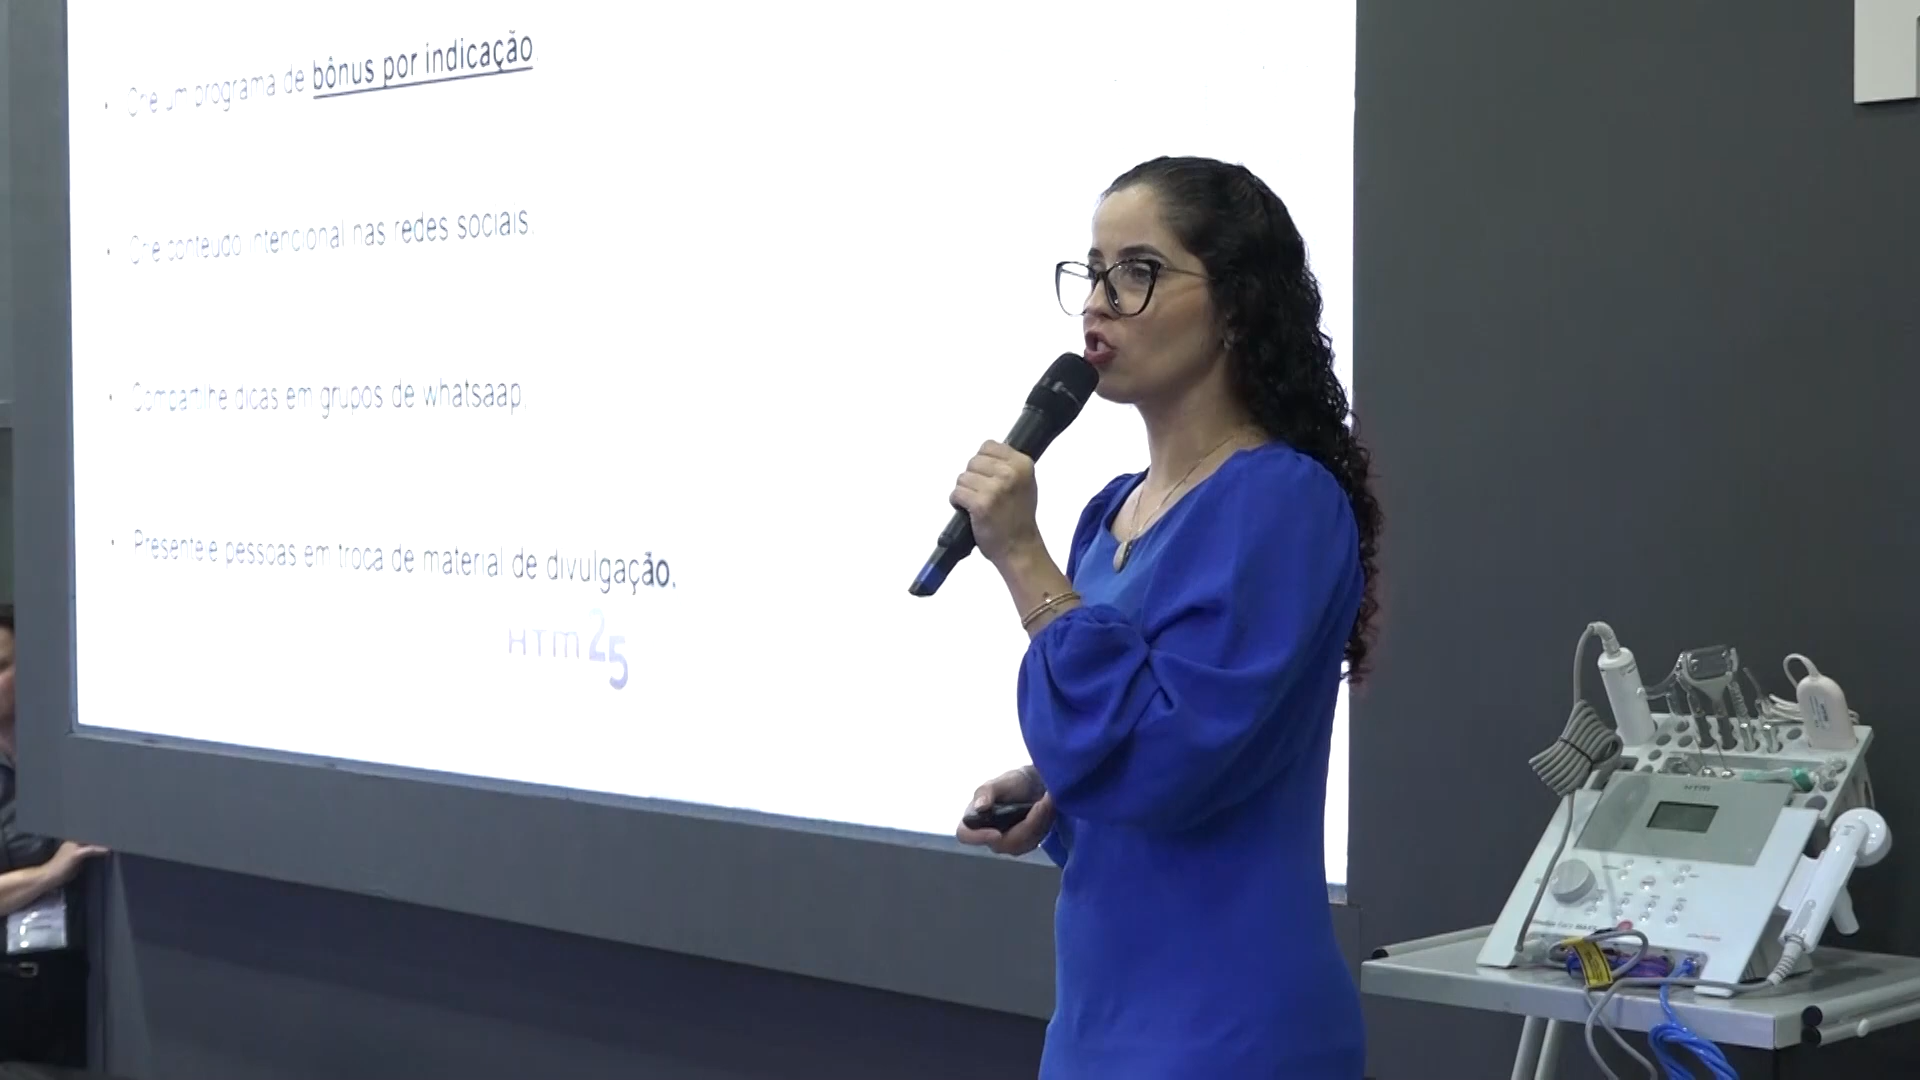 • Crie um programa de bônus por indicação.
• Crie conteúdo intencional nas redes sociais.
• Compartilhe dicas em grupos de whatsaap.
• Presenteie pessoas em troca de material de divulgação.
HTM 25
HTM